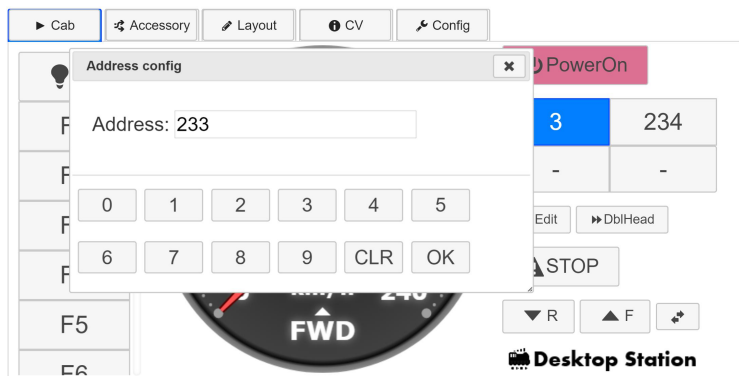 Cab Accessory Layout CV Config
Address config
PowerOn
Address: 233
3 234
- -
0 1 2 3 4 5
Edit DblHead
6 7 8 9 CLR OK
STOP
F5
FWD
R F
Desktop Station
F6